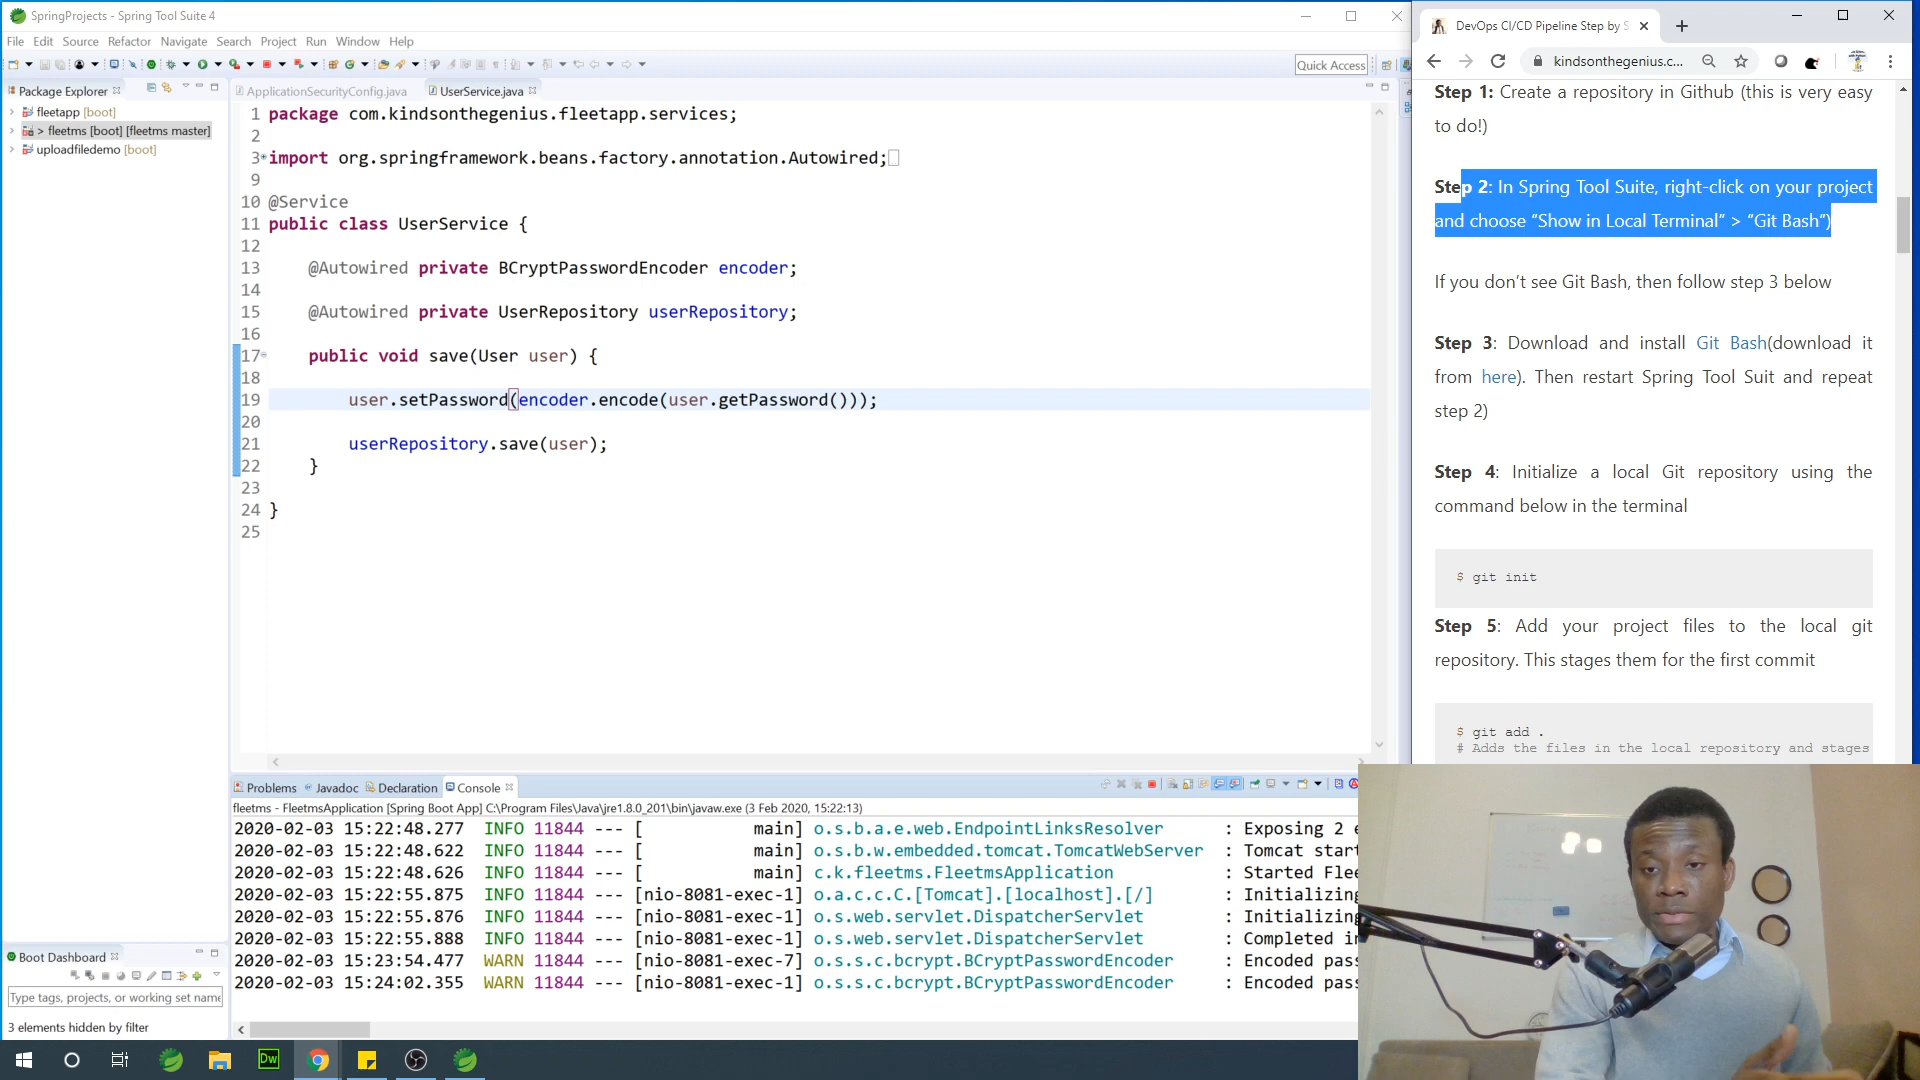 SpringProjects - Spring Tool Suite 4
File Edit Source Refactor Navigate Search Project Run Window Help
Quick Access
Package Explorer
fleetapp [boot]
> fleetms [boot] [fleetms master]
uploadfiledemo [boot]
ApplicationSecurityConfig.java
UserService.java
1 package com.kindsonthegenius.fleetapp.services;
2
3 import org.springframework.beans.factory.annotation.Autowired;
9
10 @Service
11 public class UserService {
12
13 @Autowired private BCryptPasswordEncoder encoder;
14
15 @Autowired private UserRepository userRepository;
16
17 public void save(User user) {
18
19 user.setPassword(encoder.encode(user.getPassword()));
20
21 userRepository.save(user);
22 }
23
24 }
25
Problems Javadoc Declaration Console
fleetms - FleetmsApplication [Spring Boot App] C:\Program Files\Java\jre1.8.0_201\bin\javaw.exe (3 Feb 2020, 15:22:13)
2020-02-03 15:22:48.277 INFO 11844 --- [ main] o.s.b.a.e.web.EndpointLinksResolver : Exposing 2 e
2020-02-03 15:22:48.622 INFO 11844 --- [ main] o.s.b.w.embedded.tomcat.TomcatWebServer : Tomcat start
2020-02-03 15:22:48.626 INFO 11844 --- [ main] c.k.fleetms.FleetmsApplication : Started Flee
2020-02-03 15:22:55.875 INFO 11844 --- [nio-8081-exec-1] o.a.c.c.C.[Tomcat].[localhost].[/] : Initializing
2020-02-03 15:22:55.876 INFO 11844 --- [nio-8081-exec-1] o.s.web.servlet.DispatcherServlet : Initializing
2020-02-03 15:22:55.888 INFO 11844 --- [nio-8081-exec-1] o.s.web.servlet.DispatcherServlet : Completed in
2020-02-03 15:23:54.477 WARN 11844 --- [nio-8081-exec-7] o.s.s.c.bcrypt.BCryptPasswordEncoder : Encoded pass
2020-02-03 15:24:02.355 WARN 11844 --- [nio-8081-exec-1] o.s.s.c.bcrypt.BCryptPasswordEncoder : Encoded pass
Boot Dashboard
Type tags, projects, or working set name
3 elements hidden by filter
Dw
DevOps CI/CD Pipeline Step by S
kindsonthegenius.c...
Step 1: Create a repository in Github (this is very easy
to do!)
Step 2: In Spring Tool Suite, right-click on your project
and choose “Show in Local Terminal” > “Git Bash”)
If you don’t see Git Bash, then follow step 3 below
Step 3: Download and install Git Bash(download it
from here). Then restart Spring Tool Suit and repeat
step 2)
Step 4: Initialize a local Git repository using the
command below in the terminal
$ git init
Step 5: Add your project files to the local git
repository. This stages them for the first commit
$ git add .
# Adds the files in the local repository and stages